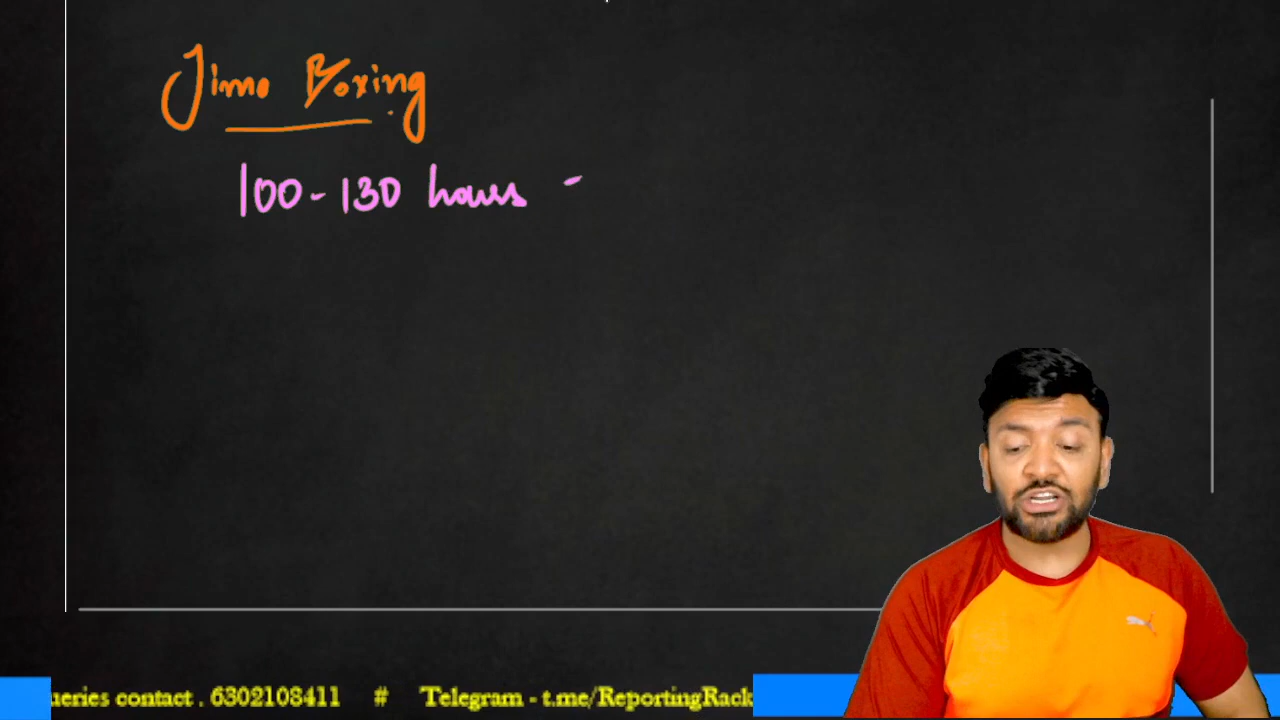 Time Boxing
100-130 hours -
ueries contact . 6302108411 # Telegram - t.me/ReportingRack